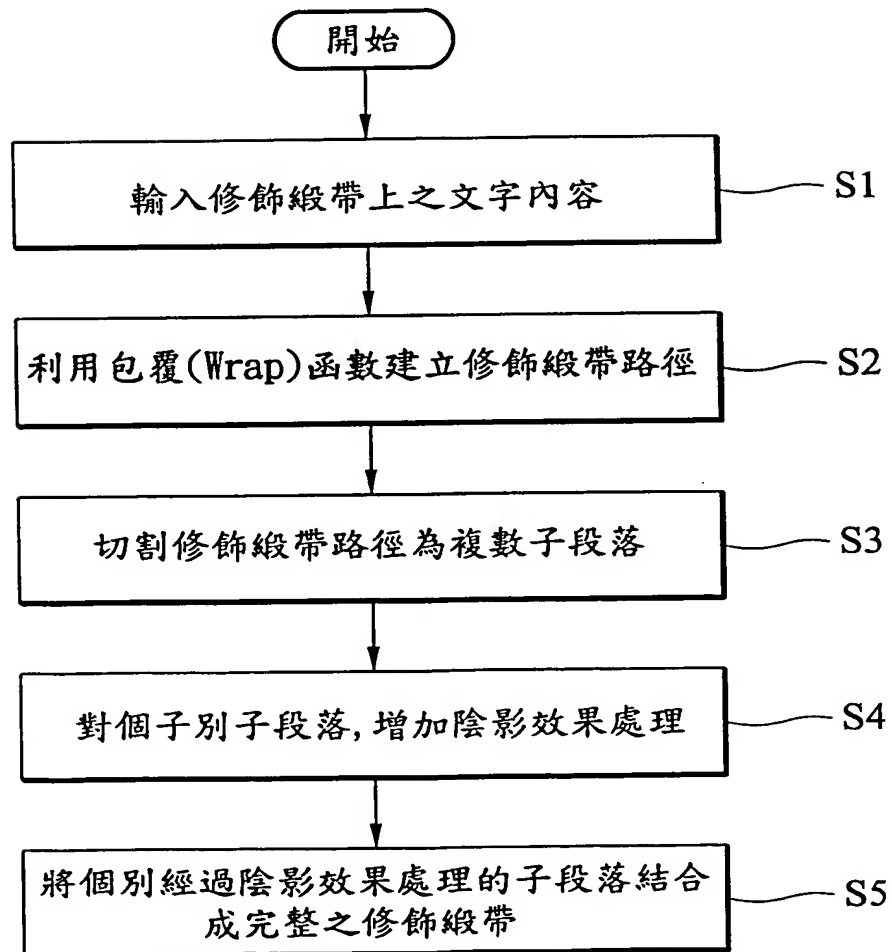 開始
輸入修飾緞帶上之文字內容
S1
利用包覆(Wrap)函數建立修飾緞帶路徑
S2
切割修飾緞帶路徑為複數子段落
S3
對個子別子段落,增加陰影效果處理
S4
將個別經過陰影效果處理的子段落結合
成完整之修飾緞帶
S5